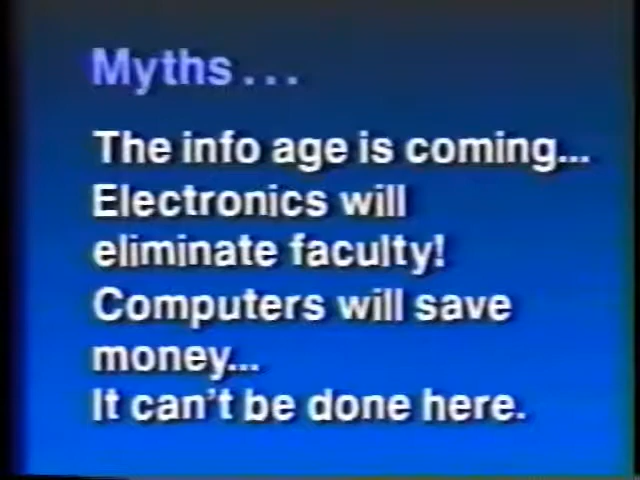 Myths...
The info age is coming...
Electronics will
eliminate faculty!
Computers will save
money...
It can't be done here.